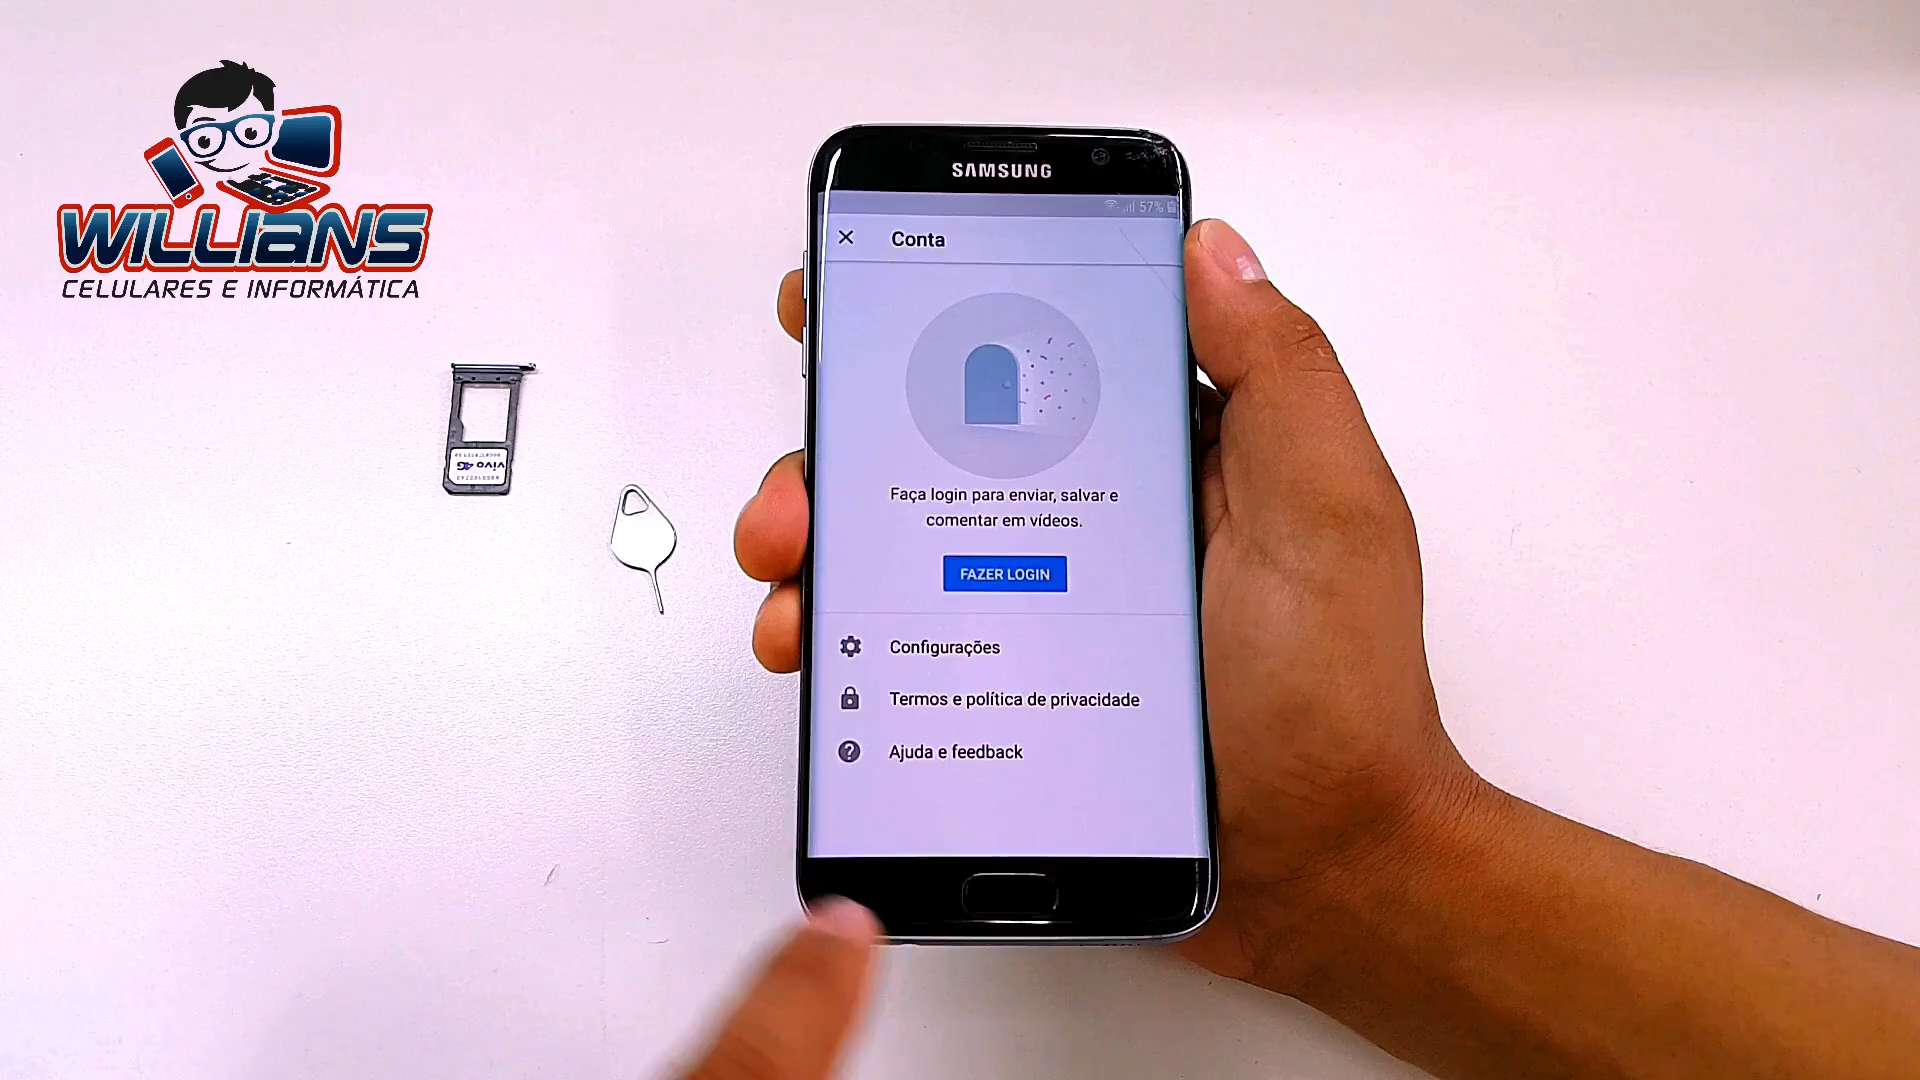 WILLIANS
CELULARES E INFORMÁTICA
SAMSUNG
57%
Conta
Faça login para enviar, salvar e
comentar em vídeos.
FAZER LOGIN
Configurações
Termos e política de privacidade
Ajuda e feedback
vivo 4G